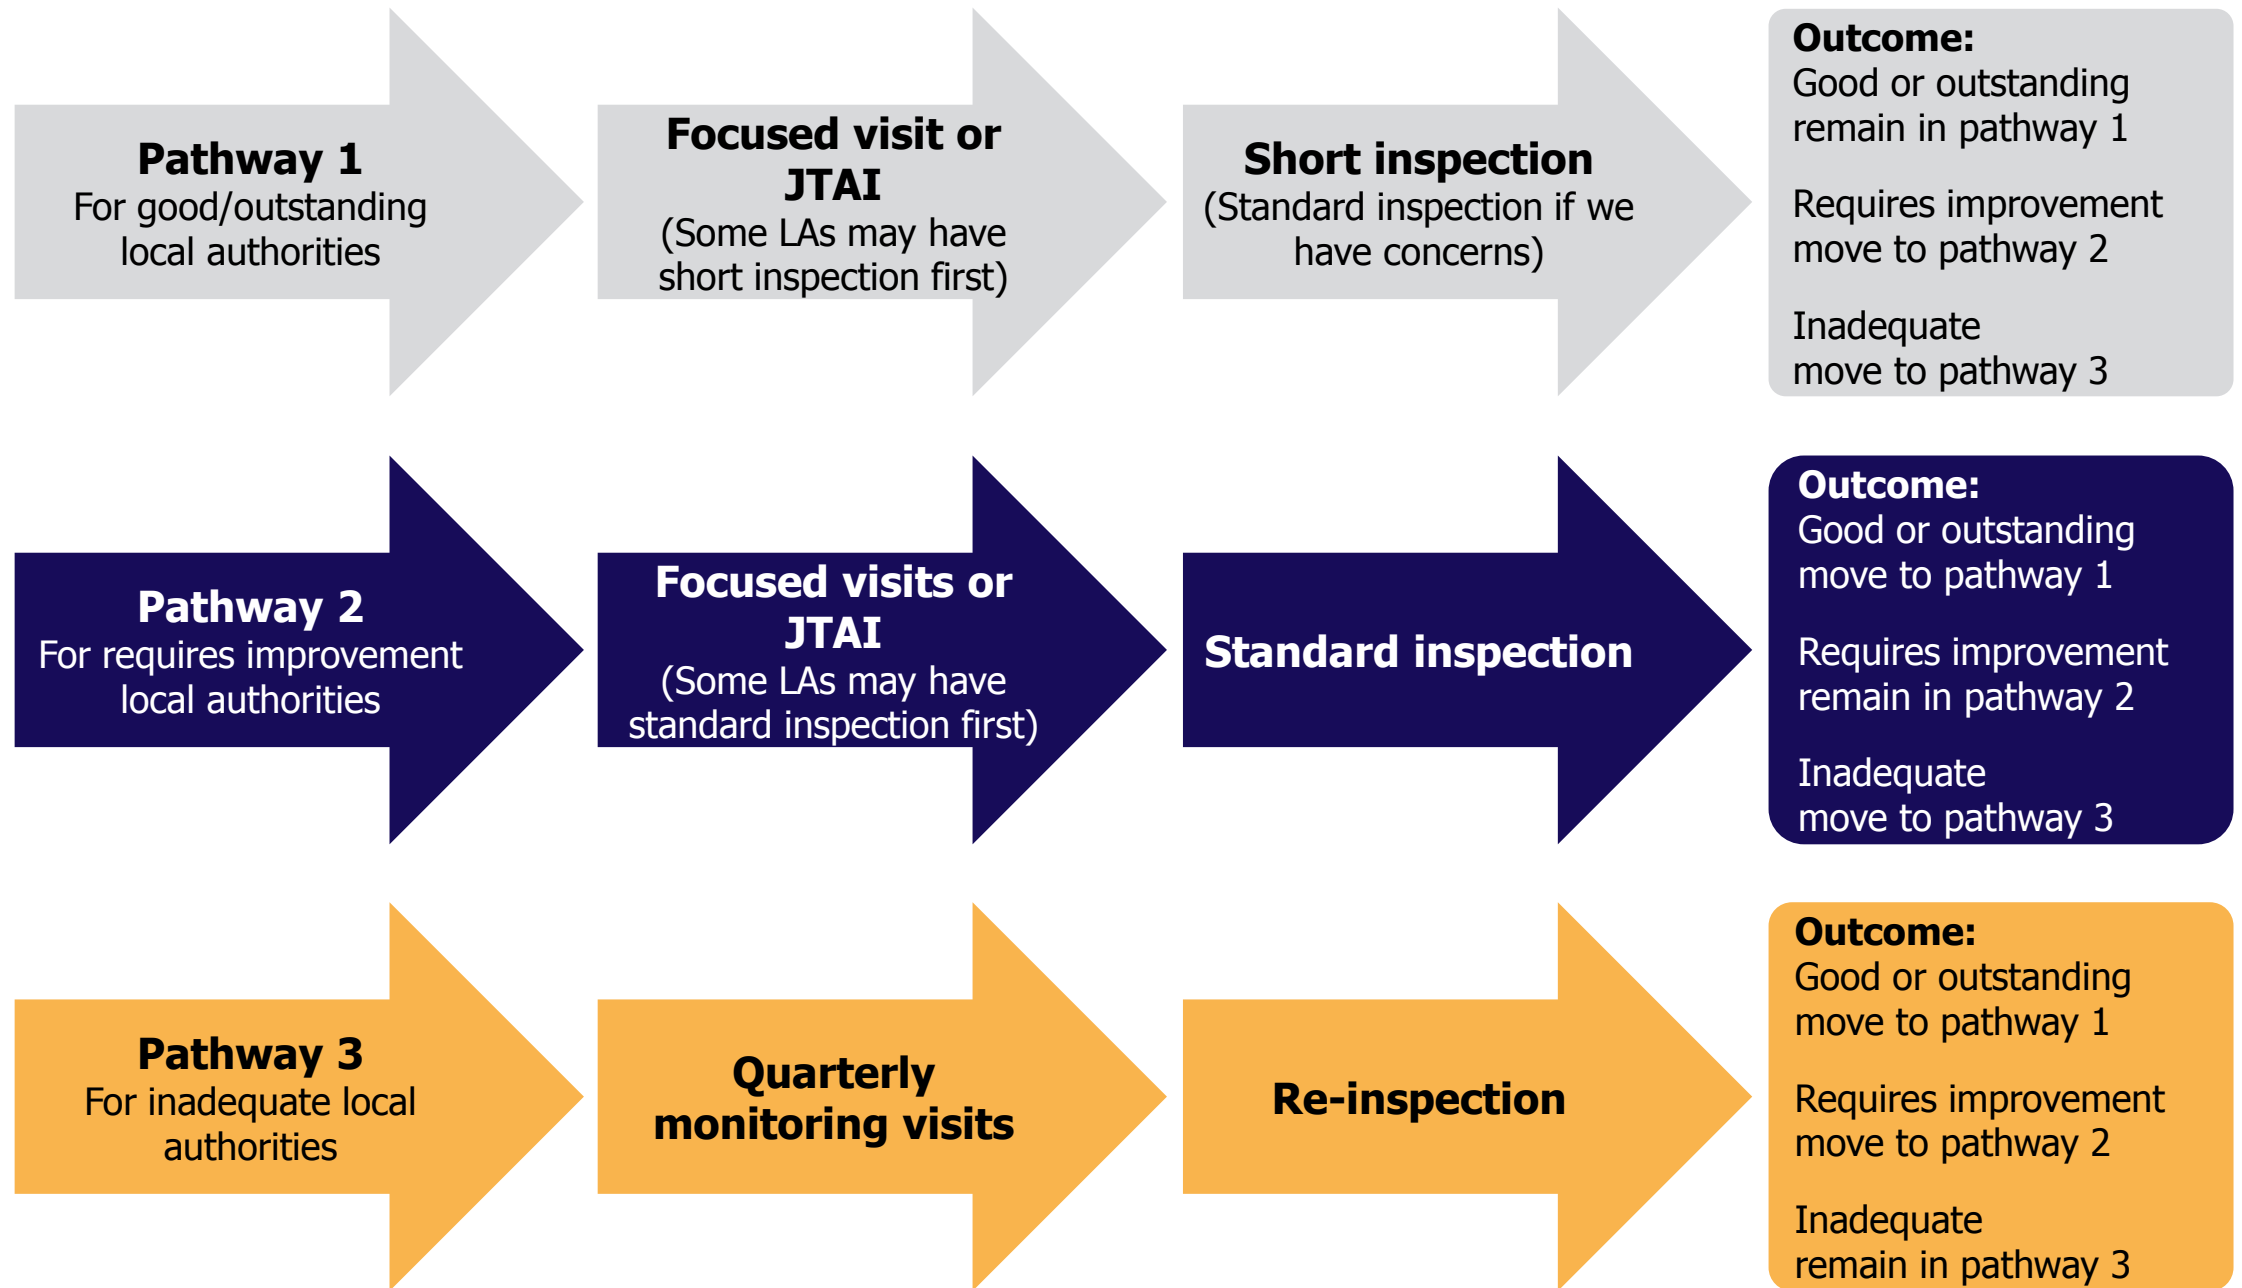 Pathway 1
For good/outstanding
local authorities
Focused visit or
JTAI
(Some LAs may have
short inspection first)
Short inspection
(Standard inspection if we
have concerns)
Outcome:
Good or outstanding
remain in pathway 1
Requires improvement
move to pathway 2
Inadequate
move to pathway 3
Pathway 2
For requires improvement
local authorities
Focused visits or
JTAI
(Some LAs may have
standard inspection first)
Standard inspection
Outcome:
Good or outstanding
move to pathway 1
Requires improvement
remain in pathway 2
Inadequate
move to pathway 3
Pathway 3
For inadequate local
authorities
Quarterly
monitoring visits
Re-inspection
Outcome:
Good or outstanding
move to pathway 1
Requires improvement
move to pathway 2
Inadequate
remain in pathway 3